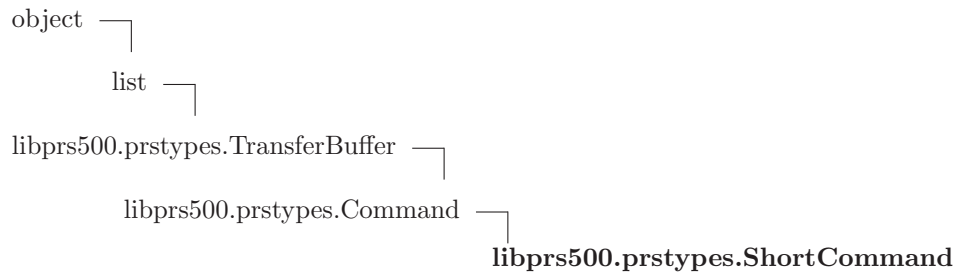 object
list
libprs500.prstypes.TransferBuffer
libprs500.prstypes.Command
libprs500.prstypes.ShortCommand